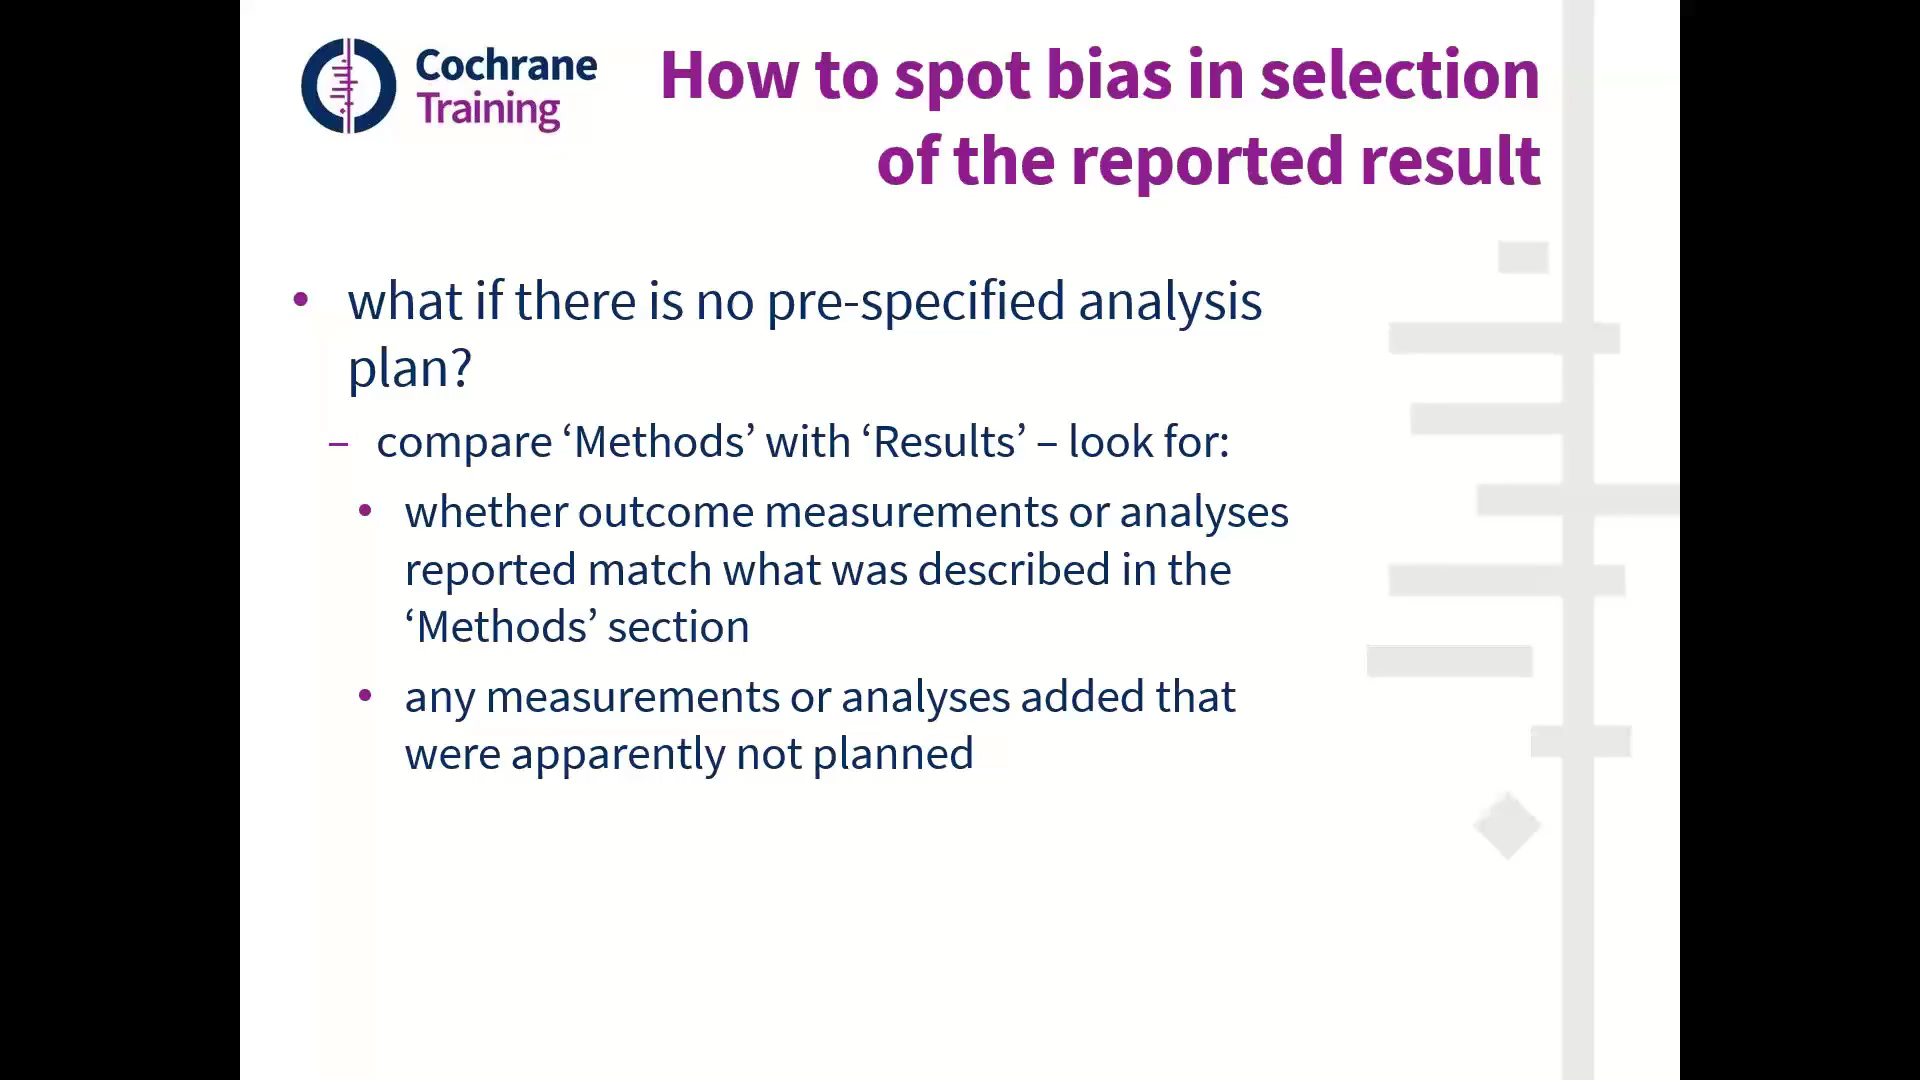 Cochrane
Training
How to spot bias in selection
of the reported result
• what if there is no pre-specified analysis
plan?
– compare ‘Methods’ with ‘Results’ – look for:
• whether outcome measurements or analyses
reported match what was described in the
‘Methods’ section
• any measurements or analyses added that
were apparently not planned